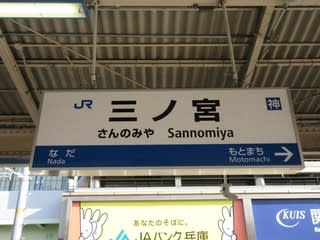 JR 三ノ宮 神
さんのみや Sannomiya
なだ もとまち
Nada Motomachi
あなたのそばに。
JAバンク兵庫
KUIS 関